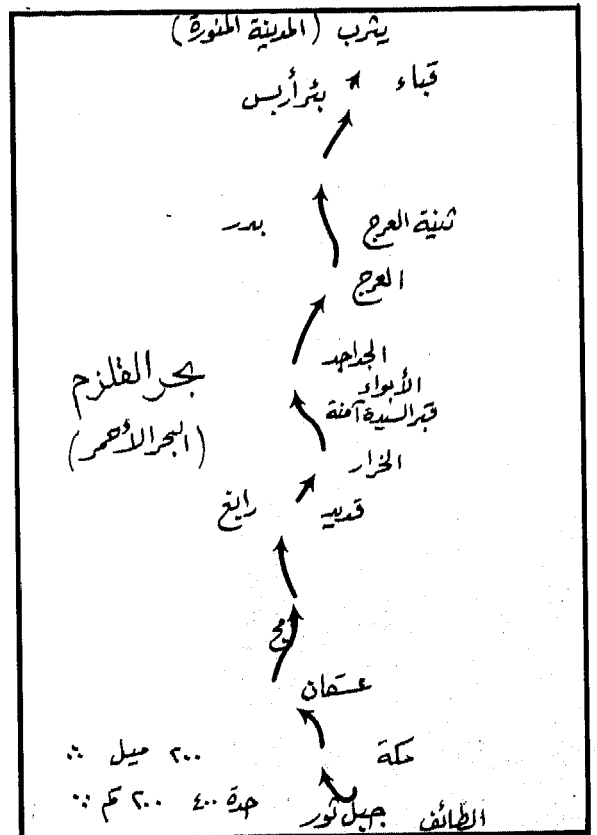 يثرب (المدينة المنورة)
قباء
بئر أريس
ثنية العرج
بدر
العرج
الجداجد
الأبواء
قبر السيدة آمنة
بحر القلزم
(البحر الأحمر)
الخرار
قديد
رابغ
عسفان
مكة
٢٠٠ ميل
الطائف
جبل ثور
جدة ٤٠٠ ٢٠٠ كم